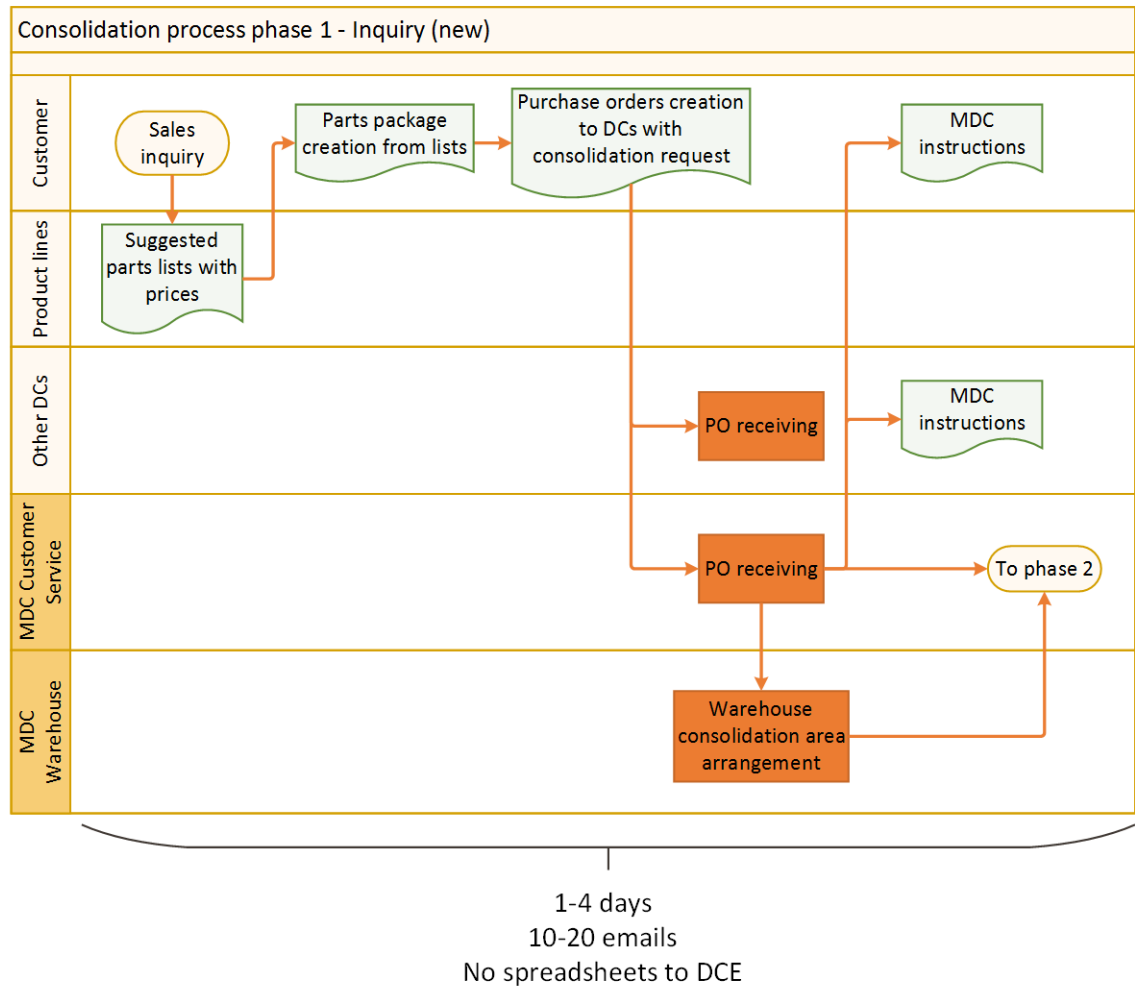 Consolidation process phase 1 - Inquiry (new)
Customer
Sales
inquiry
Parts package
creation from lists
Purchase orders creation
to DCs with
consolidation request
MDC
instructions
Product lines
Suggested
parts lists with
prices
Other DCs
PO receiving
MDC
instructions
MDC Customer
Service
PO receiving
To phase 2
MDC
Warehouse
Warehouse
consolidation area
arrangement
1-4 days
10-20 emails
No spreadsheets to DCE